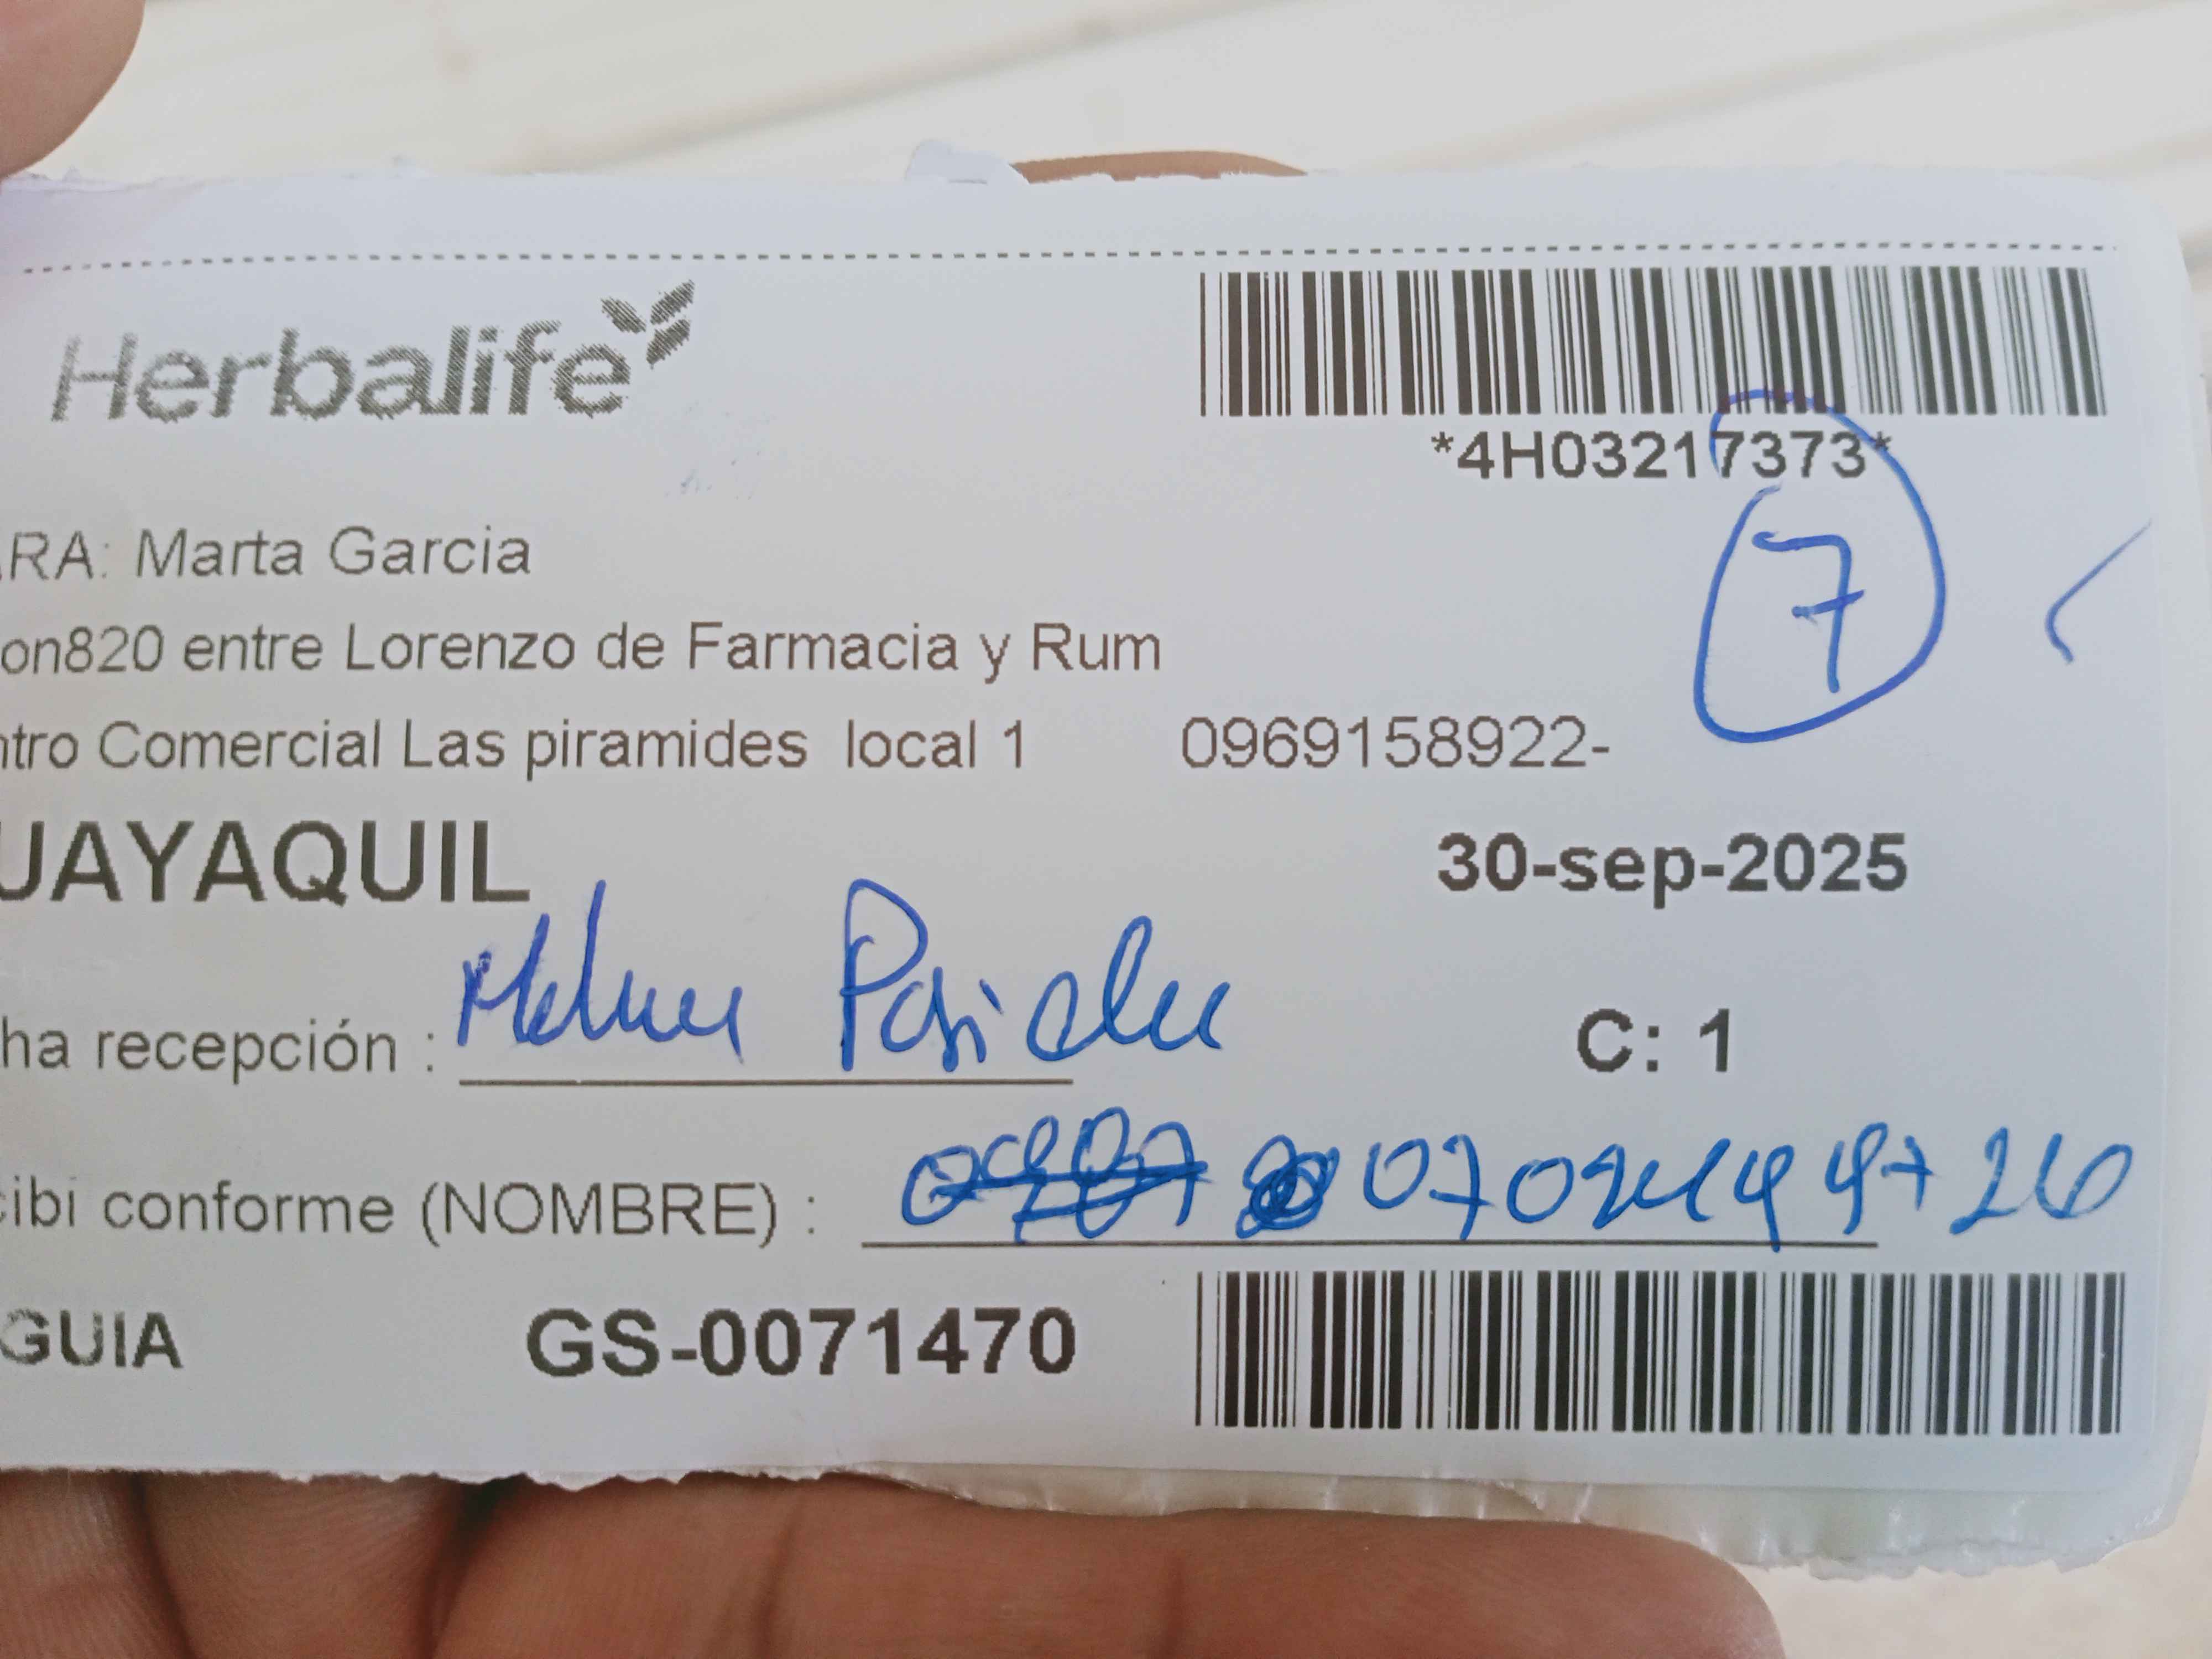 Herbalife
*4H03217373*
7
RA: Marta Garcia
on820 entre Lorenzo de Farmacia y Rum
ntro Comercial Las piramides local 1 0969158922-
UAYAQUIL 30-sep-2025
ha recepción :
C: 1
cibi conforme (NOMBRE) :
GUIA GS-0071470